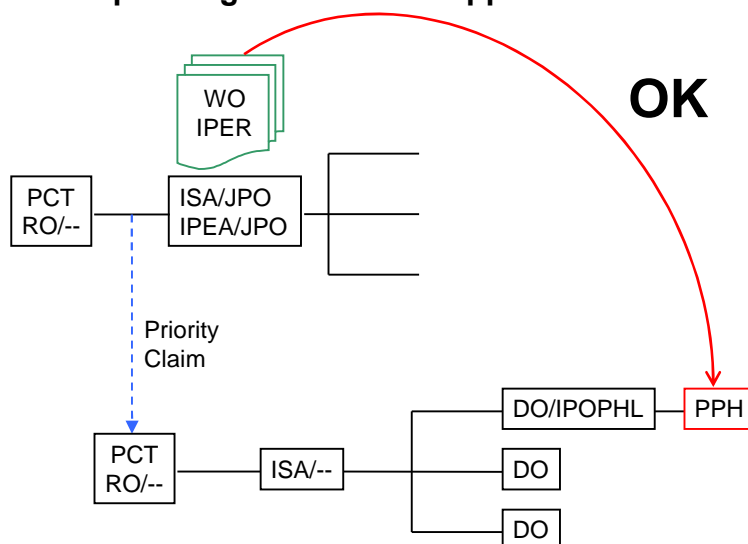 OK
WO
IPER
PCT
RO/--
ISA/JPO
IPEA/JPO
Priority
Claim
DO/IPOPHL
PPH
PCT
RO/--
ISA/--
DO
DO